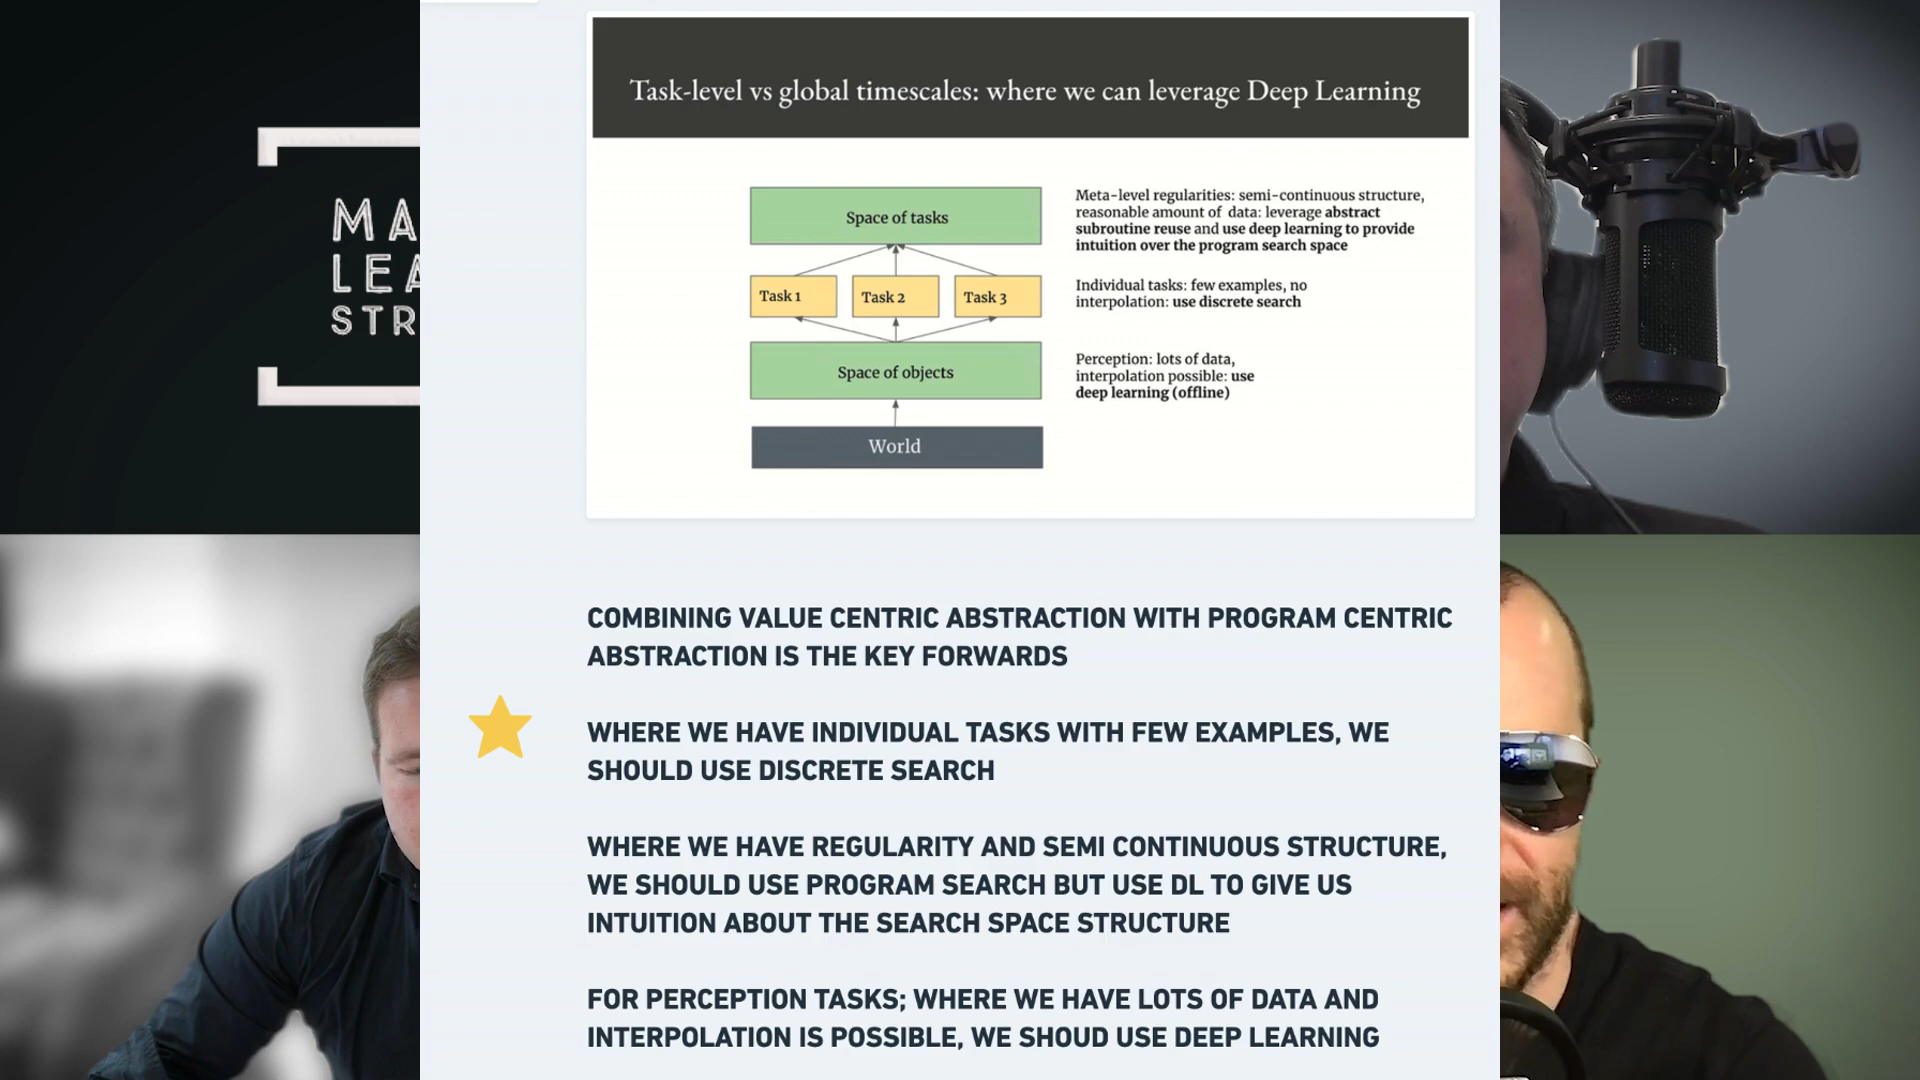 MA
LEA
STR
Task-level vs global timescales: where we can leverage Deep Learning
Space of tasks
Meta-level regularities: semi-continuous structure,
reasonable amount of data: leverage abstract
subroutine reuse and use deep learning to provide
intuition over the program search space
Task 1
Task 2
Task 3
Individual tasks: few examples, no
interpolation: use discrete search
Space of objects
Perception: lots of data,
interpolation possible: use
deep learning (offline)
World
COMBINING VALUE CENTRIC ABSTRACTION WITH PROGRAM CENTRIC
ABSTRACTION IS THE KEY FORWARDS
WHERE WE HAVE INDIVIDUAL TASKS WITH FEW EXAMPLES, WE
SHOULD USE DISCRETE SEARCH
WHERE WE HAVE REGULARITY AND SEMI CONTINUOUS STRUCTURE,
WE SHOULD USE PROGRAM SEARCH BUT USE DL TO GIVE US
INTUITION ABOUT THE SEARCH SPACE STRUCTURE
FOR PERCEPTION TASKS; WHERE WE HAVE LOTS OF DATA AND
INTERPOLATION IS POSSIBLE, WE SHOUD USE DEEP LEARNING